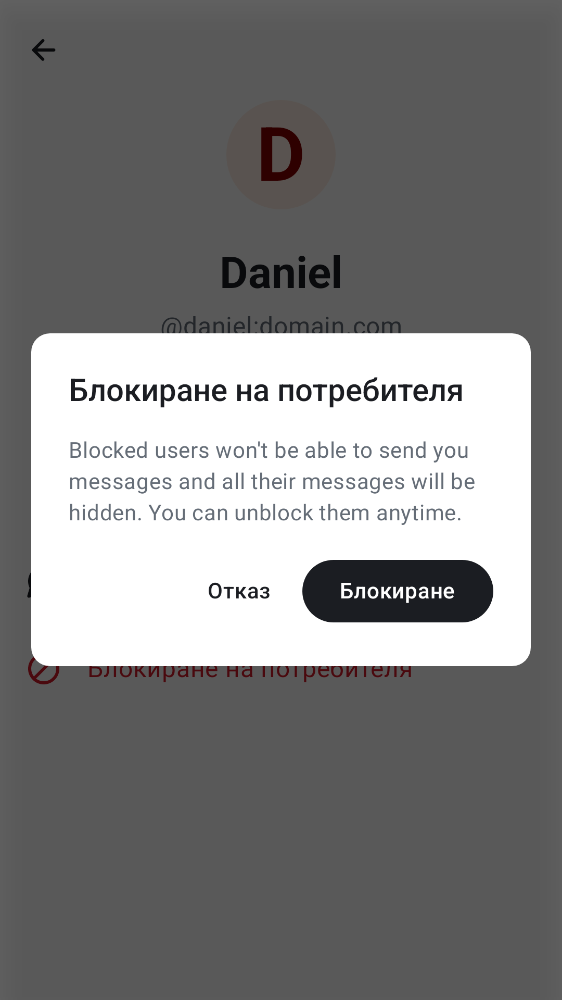 D
Daniel
@daniel:domain.com
Блокиране на потребителя
Blocked users won't be able to send you
messages and all their messages will be
hidden. You can unblock them anytime.
Отказ
Блокиране
Блокиране на потребителя